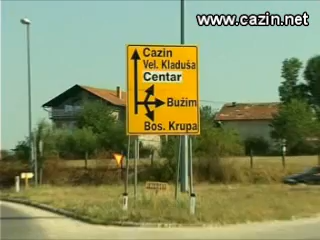 www.cazin.net
Cazin
Vel. Kladuša
Centar
Bužim
Bos. Krupa